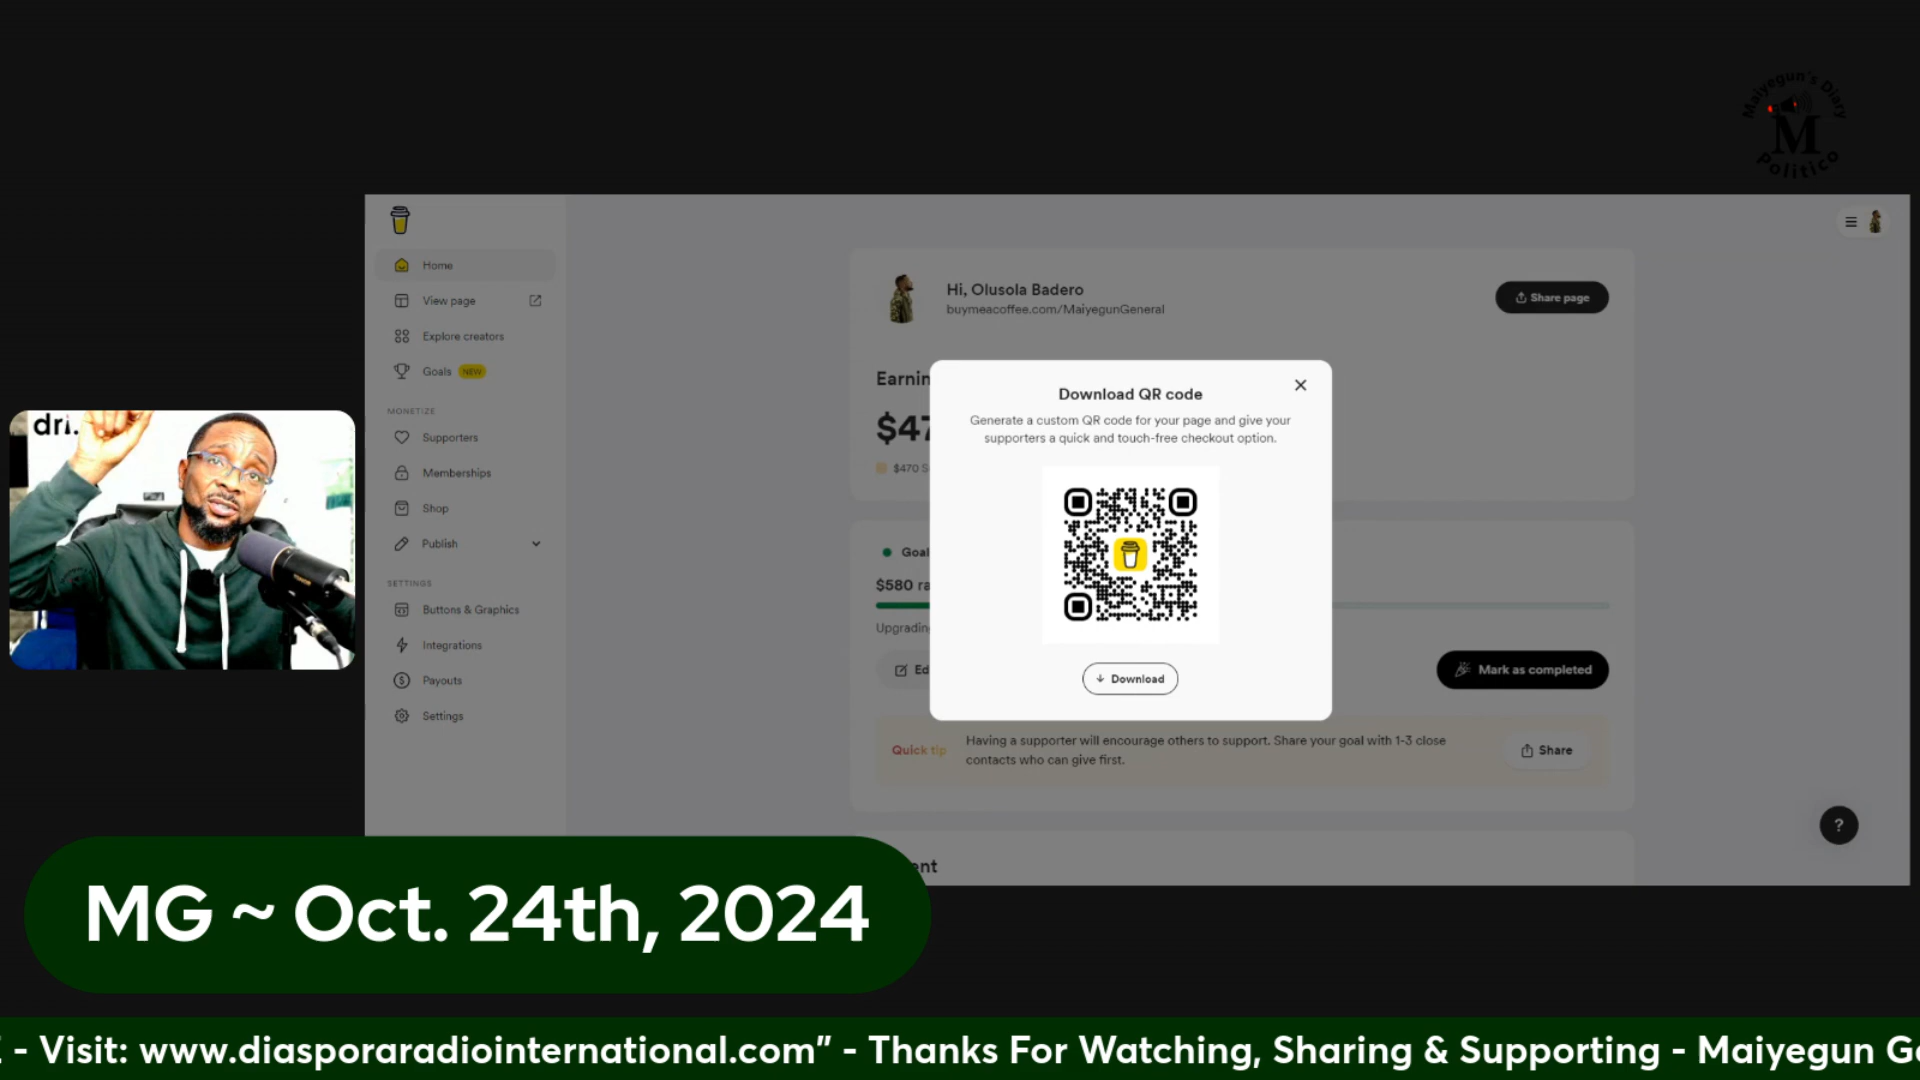 Maiyegun's Diary
M
Politico
dri.
Home
View page
Explore creators
Goals NEW
MONETIZE
Supporters
Memberships
Shop
Publish
SETTINGS
Buttons & Graphics
Integrations
Payouts
Settings
Hi, Olusola Badero
buymeacoffee.com/MaiyegunGeneral
Share page
Earnin
$47
$470 S
Download QR code
Generate a custom QR code for your page and give your
supporters a quick and touch-free checkout option.
Download
Goal
$580 ra
Upgradin
Ed
Mark as completed
Quick tip
Having a supporter will encourage others to support. Share your goal with 1-3 close
contacts who can give first.
Share
?
ent
MG ~ Oct. 24th, 2024
- Visit: www.diasporaradiointernational.com” - Thanks For Watching, Sharing & Supporting - Maiyegun Ge